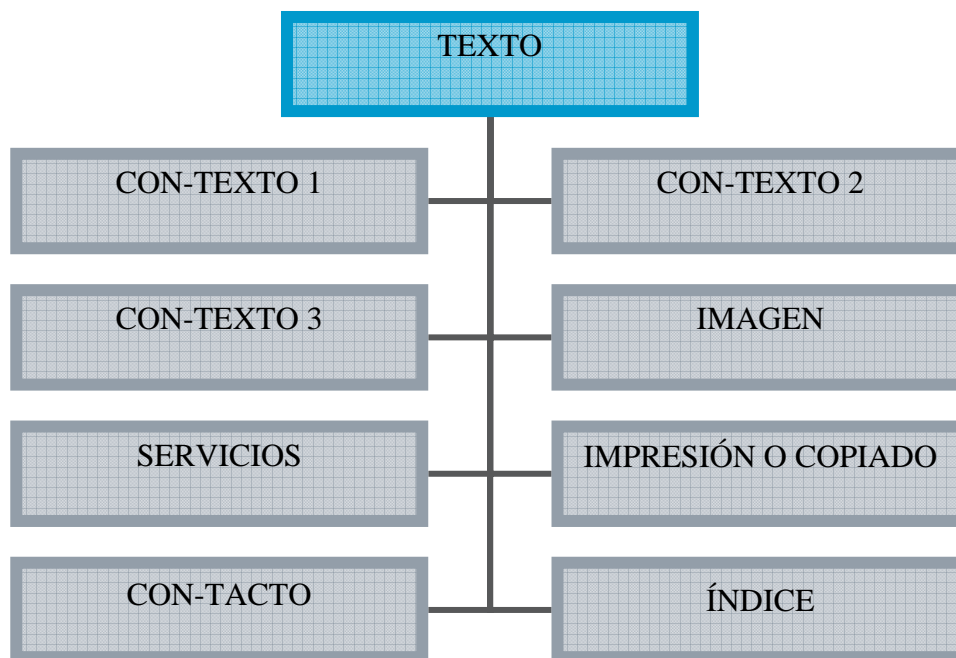 TEXTO
CON-TEXTO 1
CON-TEXTO 2
CON-TEXTO 3
IMAGEN
SERVICIOS
IMPRESIÓN O COPIADO
CON-TACTO
ÍNDICE